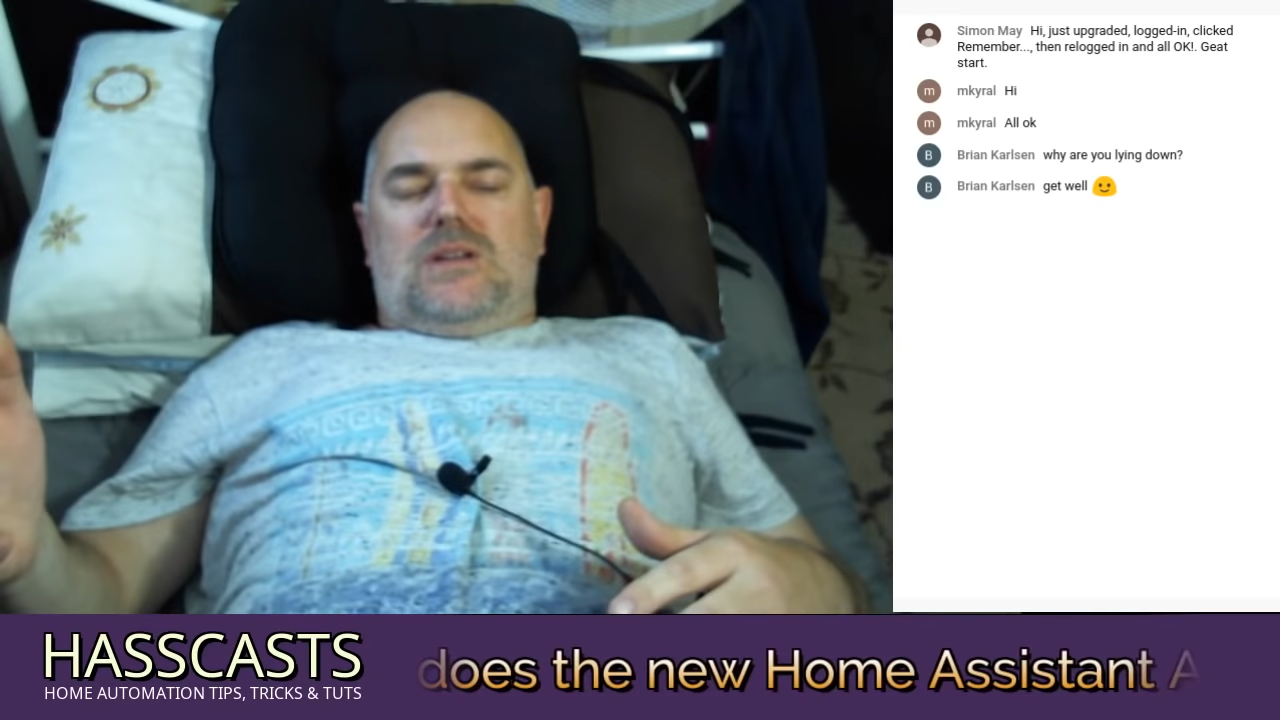 Simon May Hi, just upgraded, logged-in, clicked
Remember..., then relogged in and all OK!. Geat
start.
m mkyral Hi
m mkyral All ok
B Brian Karlsen why are you lying down?
B Brian Karlsen get well
HASSCASTS
HOME AUTOMATION TIPS, TRICKS & TUTS
does the new Home Assistant A